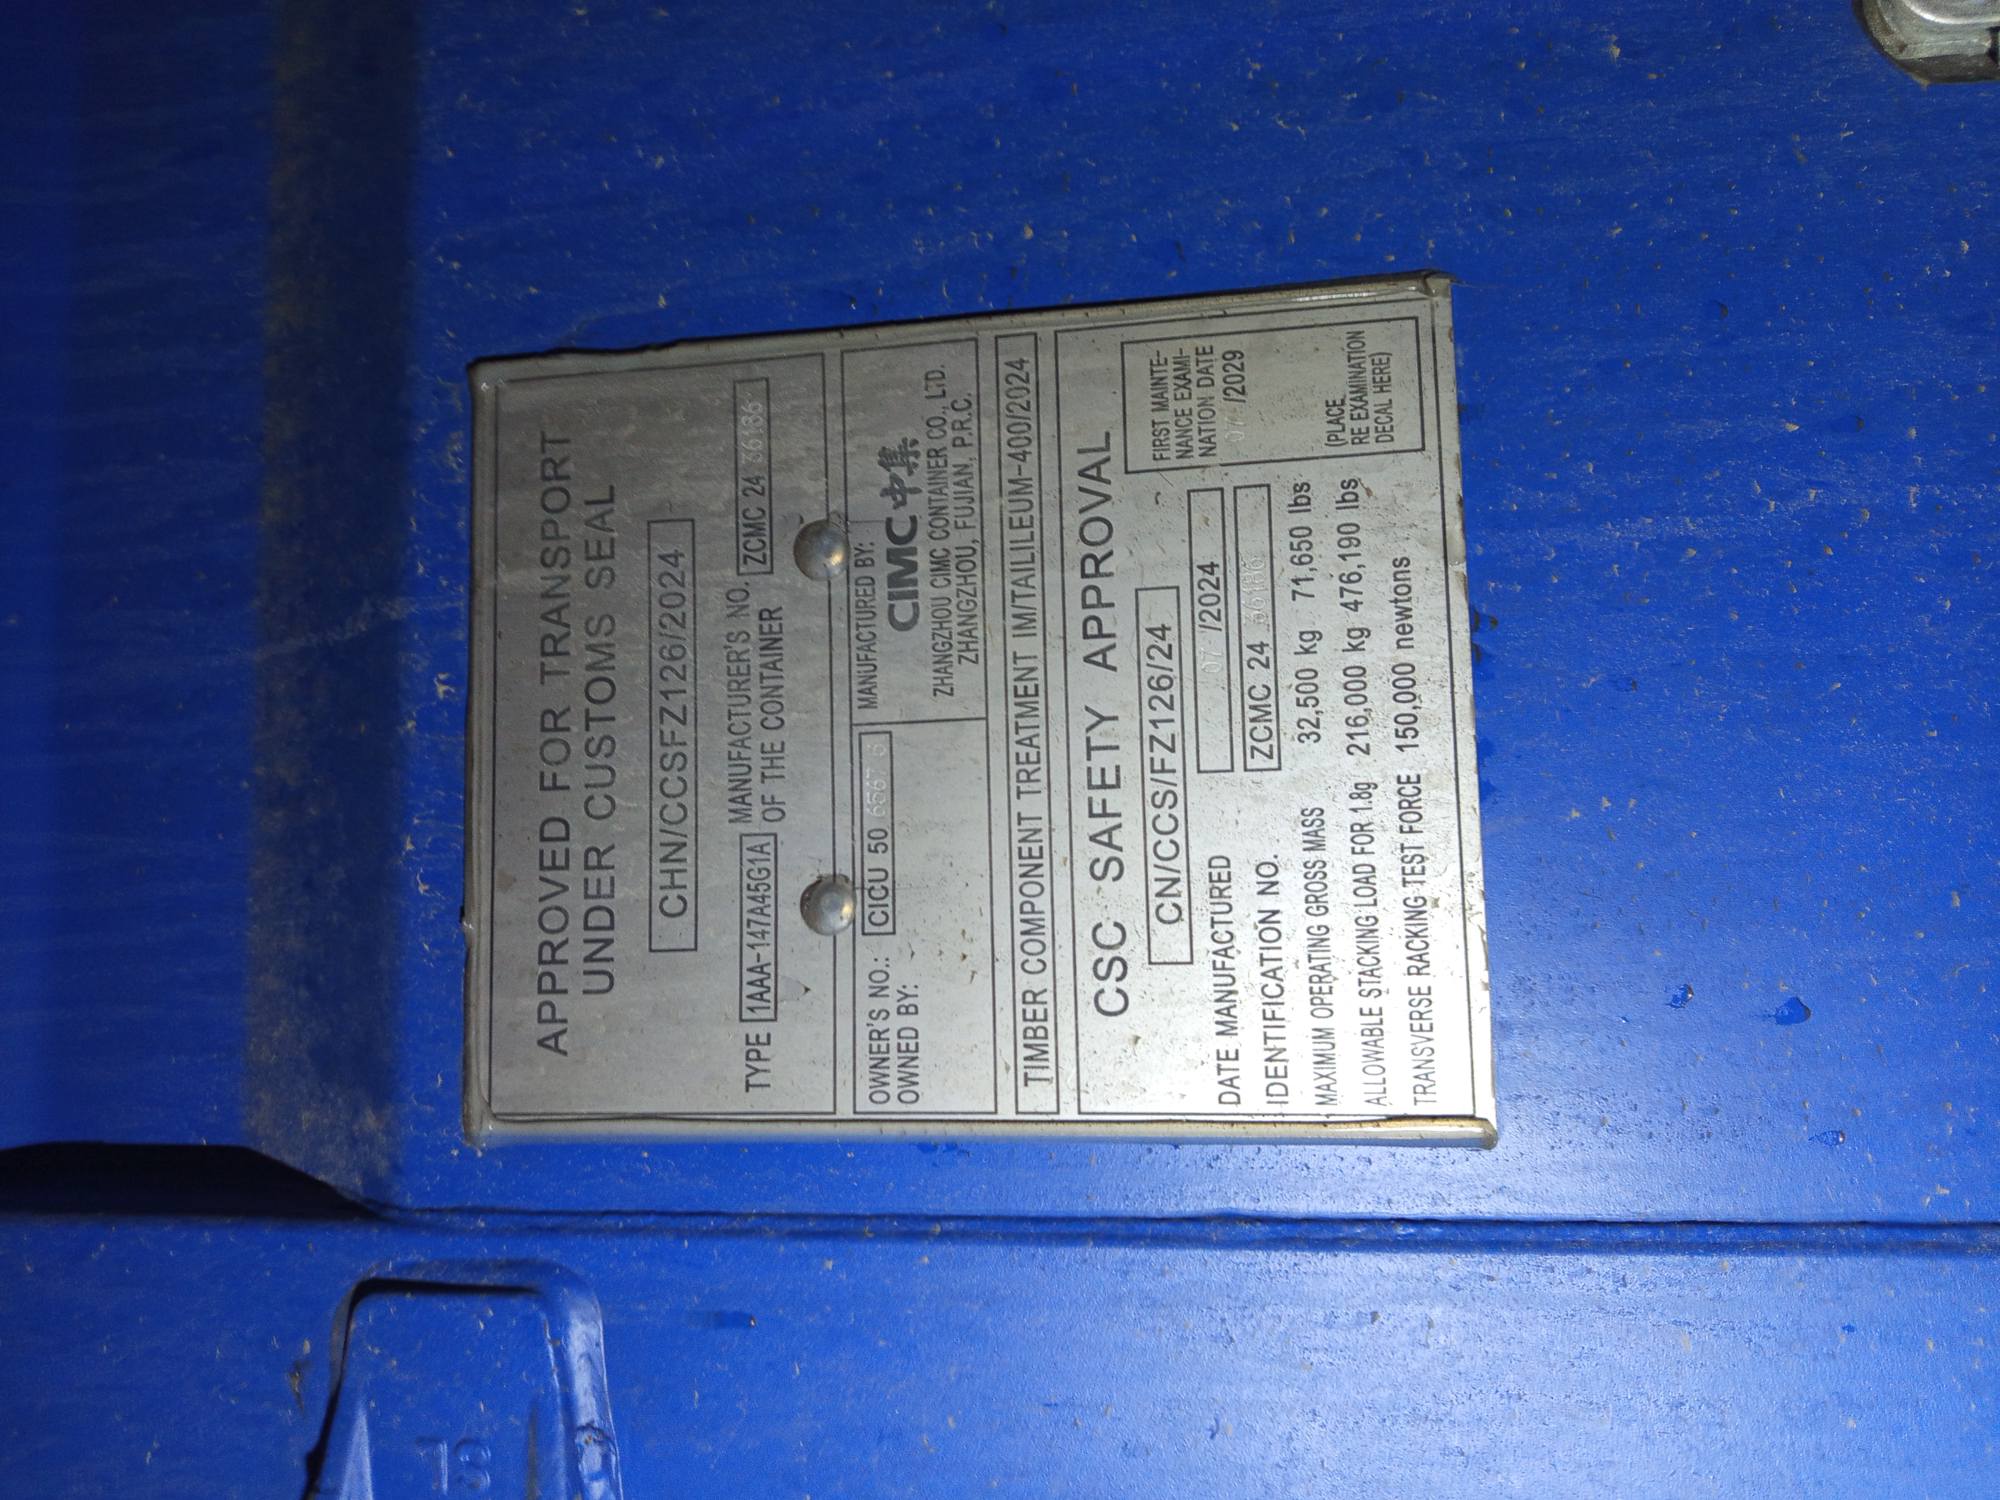 APPROVED FOR TRANSPORT
UNDER CUSTOMS SEAL
CHN/CCSFZ126/2024
TYPE 1AAA-147A45G1A MANUFACTURER'S NO. OF THE CONTAINER ZCMC 24 36186
OWNER'S NO.: CICU 50
OWNED BY:
MANUFACTURED BY:
CIMC 中集
ZHANGZHOU CIMC CONTAINER CO., LTD.
ZHANGZHOU, FUJIAN, P.R.C.
TIMBER COMPONENT TREATMENT IM/TAILILEUM-400/2024
CSC SAFETY APPROVAL
CN/CCS/FZ126/24
DATE MANUFACTURED 07 /2024
IDENTIFICATION NO. ZCMC 24 36186
MAXIMUM OPERATING GROSS MASS 32,500 kg 71,650 lbs
ALLOWABLE STACKING LOAD FOR 1.8g 216,000 kg 476,190 lbs
TRANSVERSE RACKING TEST FORCE 150,000 newtons
FIRST MAINTE-
NANCE EXAMI-
NATION DATE
07 /2029
(PLACE
RE EXAMINATION
DECAL HERE)